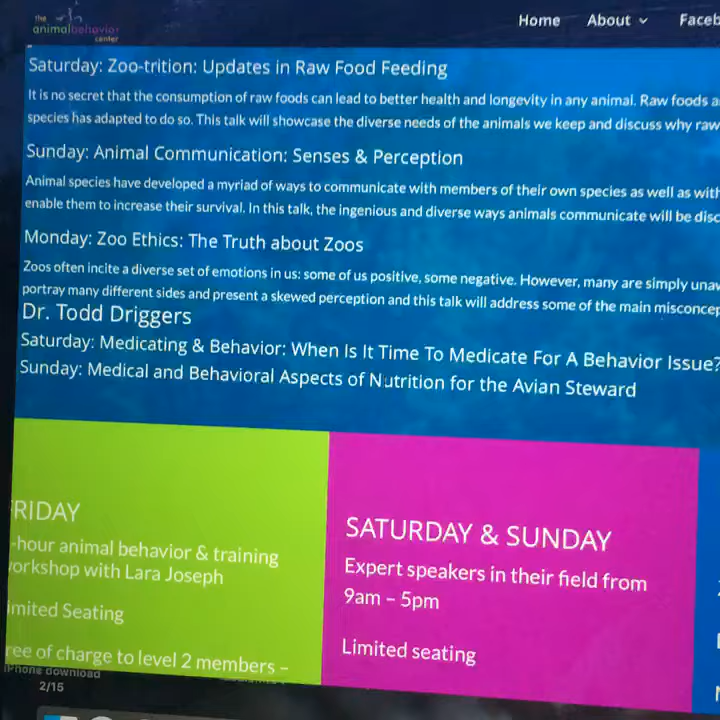 the
animalbehavior
center
Home About Faceb
Saturday: Zoo-trition: Updates in Raw Food Feeding
It is no secret that the consumption of raw foods can lead to better health and longevity in any animal. Raw foods a
species has adapted to do so. This talk will showcase the diverse needs of the animals we keep and discuss why raw
Sunday: Animal Communication: Senses & Perception
Animal species have developed a myriad of ways to communicate with members of their own species as well as with
enable them to increase their survival. In this talk, the ingenious and diverse ways animals communicate will be disc
Monday: Zoo Ethics: The Truth about Zoos
Zoos often incite a diverse set of emotions in us: some of us positive, some negative. However, many are simply unaw
portray many different sides and present a skewed perception and this talk will address some of the main misconcep
Dr. Todd Driggers
Saturday: Medicating & Behavior: When Is It Time To Medicate For A Behavior Issue?
Sunday: Medical and Behavioral Aspects of Nutrition for the Avian Steward
RIDAY
-hour animal behavior & training
orkshop with Lara Joseph
imited Seating
ree of charge to level 2 members –
SATURDAY & SUNDAY
Expert speakers in their field from
9am – 5pm
Limited seating
iPhone download
2/15